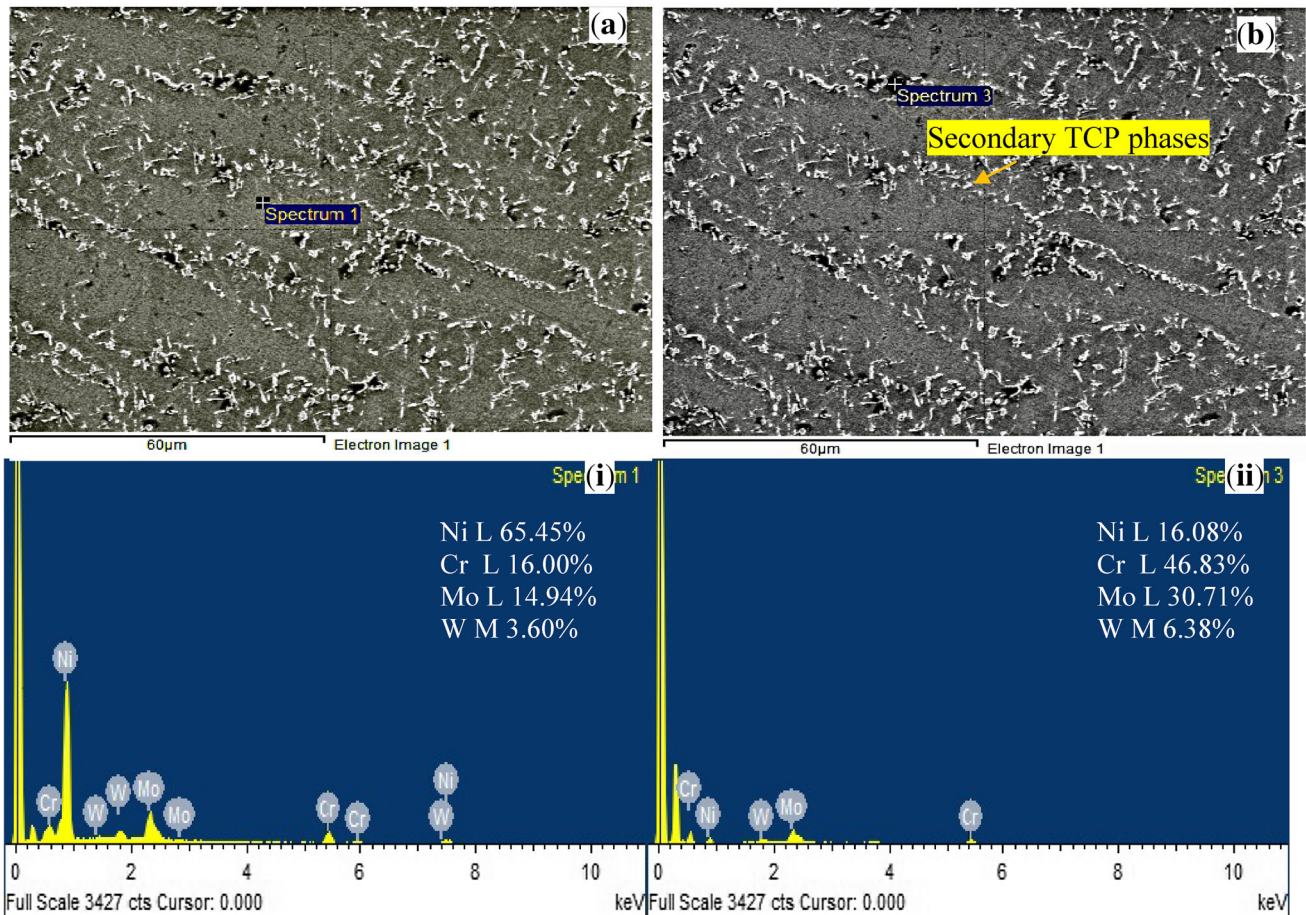 (a)
Spectrum 1
60µm
Electron Image 1
(b)
Spectrum 3
Secondary TCP phases
60µm
Electron Image 1
(i)
Ni L 65.45%
Cr L 16.00%
Mo L 14.94%
W M 3.60%
Ni
Cr
W
W
Mo
Mo
Cr
Cr
Ni
W
0 2 4 6 8 10
Full Scale 3427 cts Cursor: 0.000
keV
(ii)
Ni L 16.08%
Cr L 46.83%
Mo L 30.71%
W M 6.38%
Cr
Ni
W
Mo
Cr
0 2 4 6 8 10
Full Scale 3427 cts Cursor: 0.000
keV